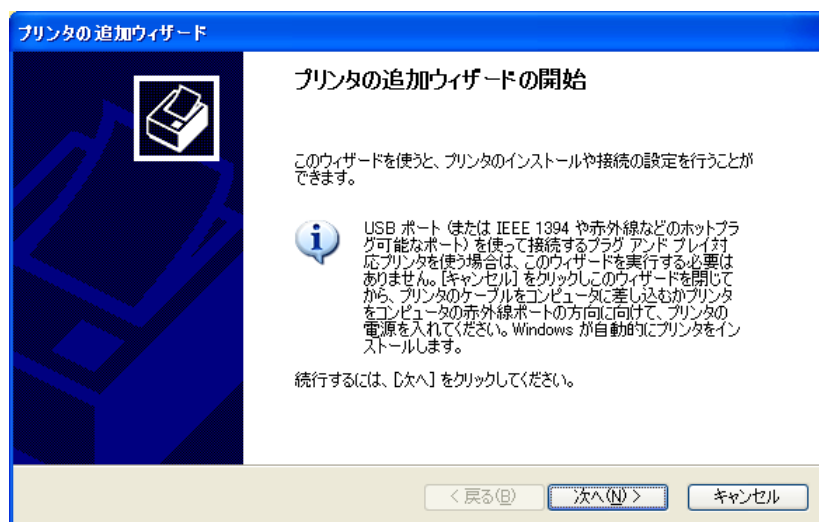 プリンタの追加ウィザード
プリンタの追加ウィザードの開始
このウィザードを使うと、プリンタのインストールや接続の設定を行うことが
できます。
USB ポート (または IEEE 1394 や赤外線などのホットプラ
グ可能なポート) を使って接続するプラグ アンド プレイ対
応プリンタを使う場合は、このウィザードを実行する必要は
ありません。[キャンセル] をクリックしこのウィザードを閉じて
から、プリンタのケーブルをコンピュータに差し込むかプリンタ
をコンピュータの赤外線ポートの方向に向けて、プリンタの
電源を入れてください。Windows が自動的にプリンタをイン
ストールします。
続行するには、[次へ] をクリックしてください。
< 戻る(B)
次へ(N) >
キャンセル